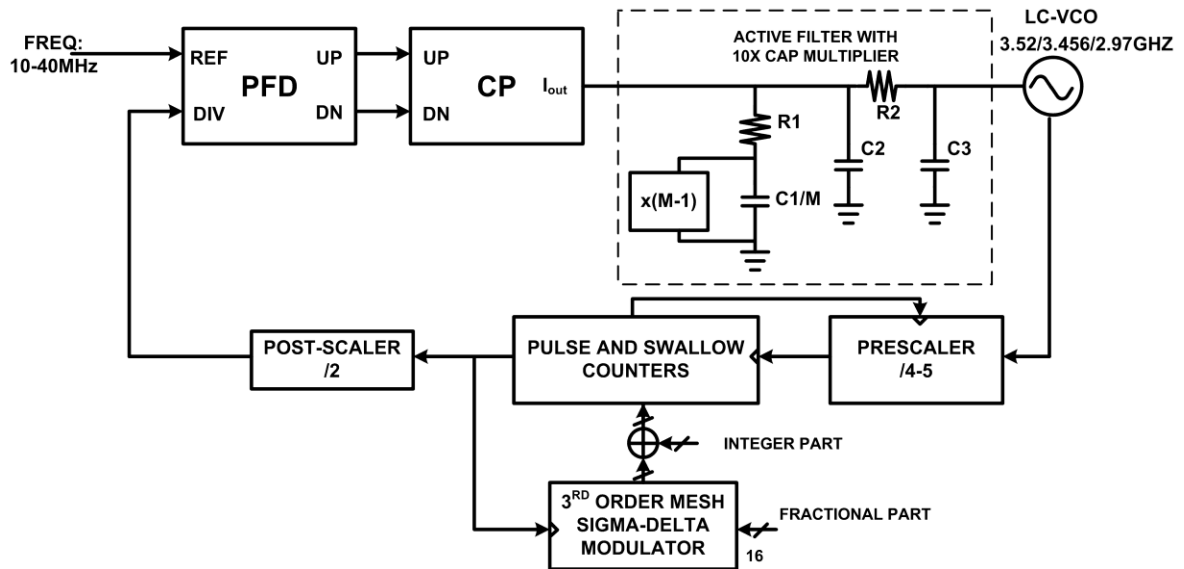 FREQ:
10-40MHz
REF
DIV
PFD
UP
DN
UP
DN
CP
Iout
ACTIVE FILTER WITH
10X CAP MULTIPLIER
R1
x(M-1)
C1/M
C2
R2
C3
LC-VCO
3.52/3.456/2.97GHZ
POST-SCALER
/2
PULSE AND SWALLOW
COUNTERS
PRESCALER
/4-5
INTEGER PART
3RD ORDER MESH
SIGMA-DELTA
MODULATOR
FRACTIONAL PART
16